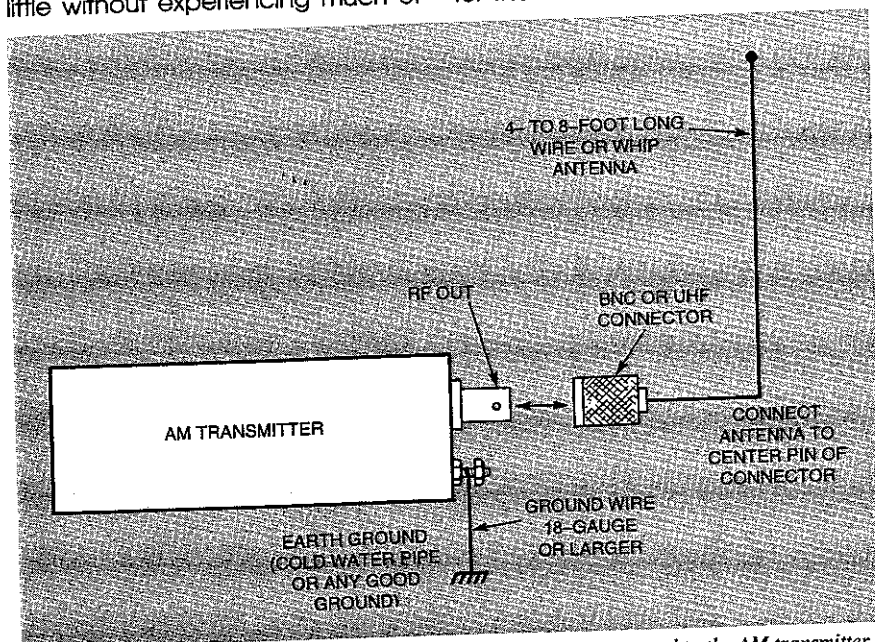 little without experiencing much of
4- TO 8-FOOT LONG
WIRE OR WHIP
ANTENNA
RF OUT
BNC OR UHF
CONNECTOR
AM TRANSMITTER
CONNECT
ANTENNA TO
CENTER PIN OF
CONNECTOR
GROUND WIRE
18-GAUGE
OR LARGER
EARTH GROUND
(COLD WATER PIPE
OR ANY GOOD
GROUND)
the AM transmitter